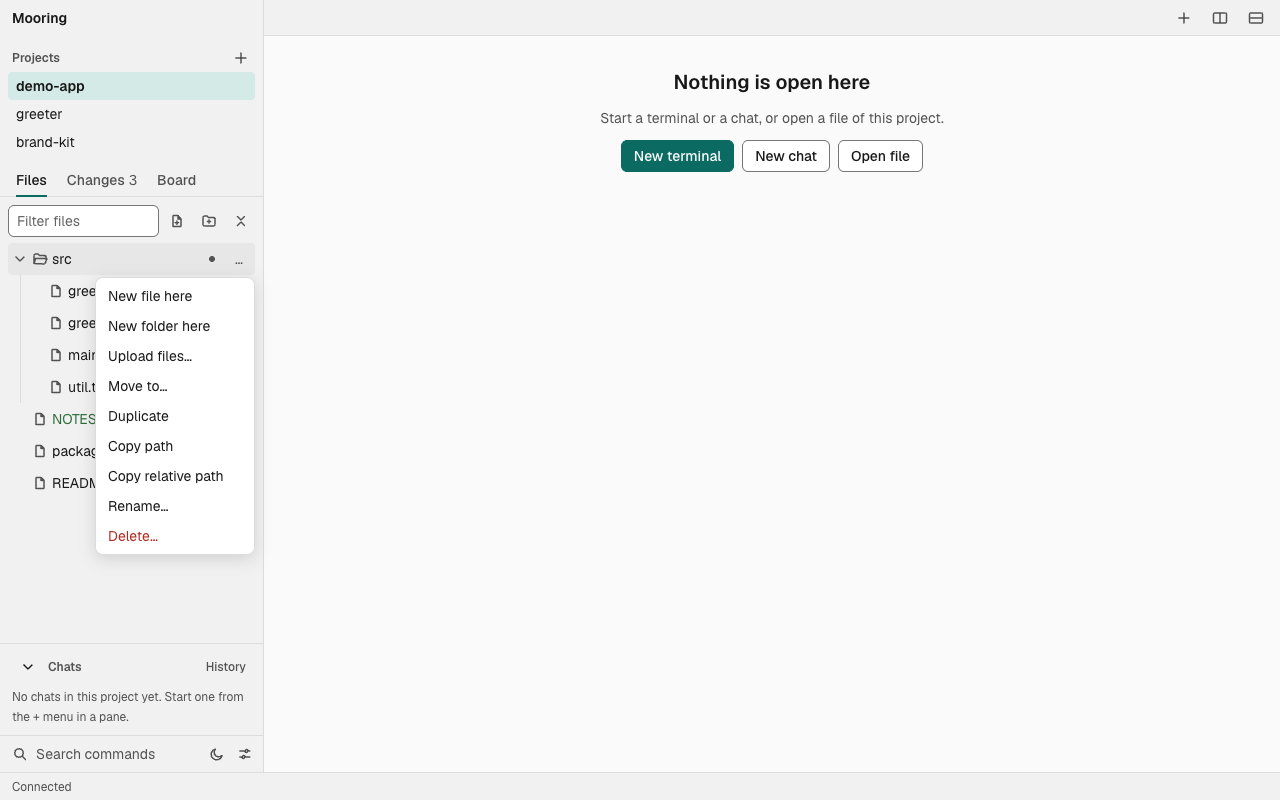 Mooring
Projects
demo-app
greeter
brand-kit
Files
Changes 3
Board
Filter files
src
…
New file here
New folder here
Upload files…
Move to…
Duplicate
Copy path
Copy relative path
Rename…
Delete…
Chats
History
No chats in this project yet. Start one from
the + menu in a pane.
Search commands
Connected
Nothing is open here
Start a terminal or a chat, or open a file of this project.
New terminal
New chat
Open file